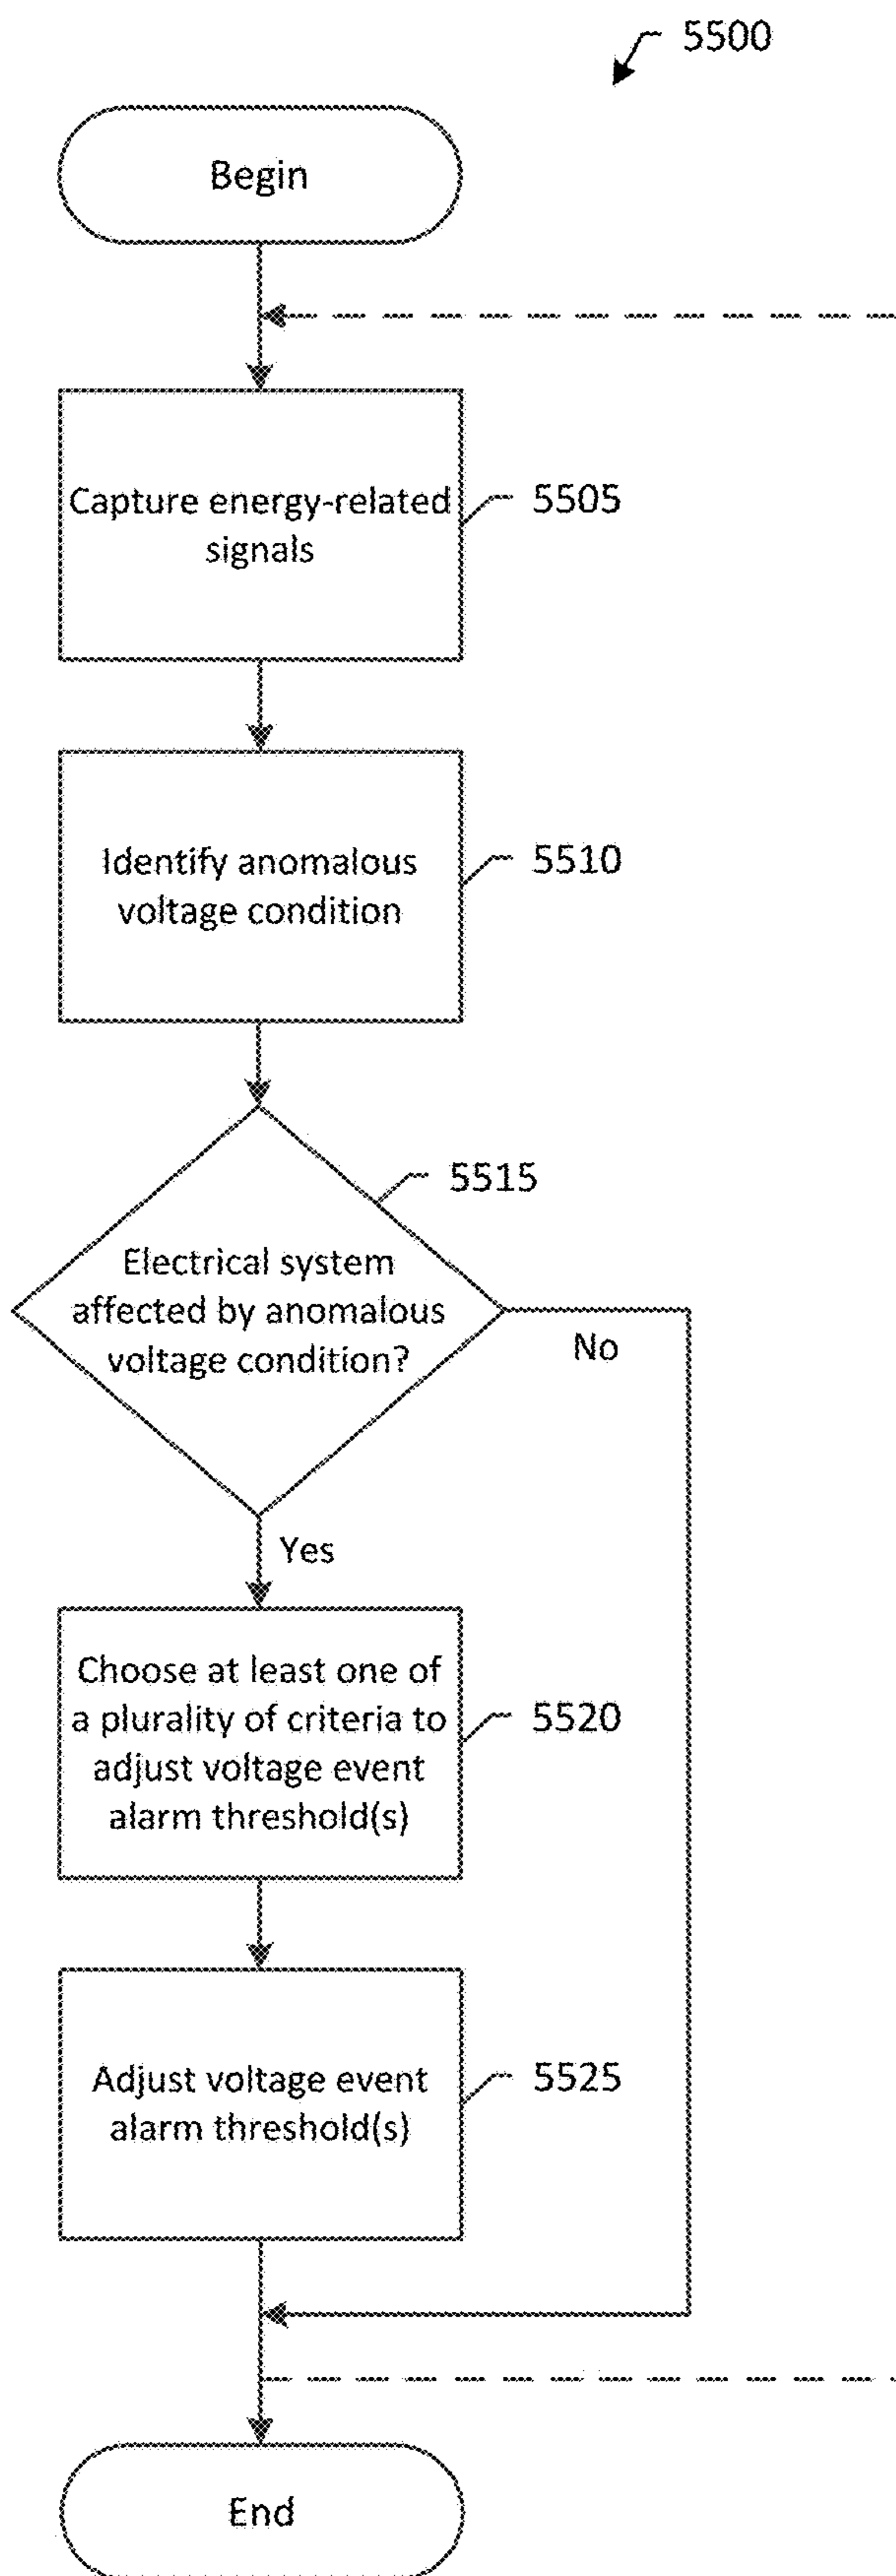 5500
Begin
Capture energy-related
signals
5505
Identify anomalous
voltage condition
5510
5515
Electrical system
affected by anomalous
voltage condition?
No
Yes
Choose at least one of
a plurality of criteria to
adjust voltage event
alarm threshold(s)
5520
Adjust voltage event
alarm threshold(s)
5525
End